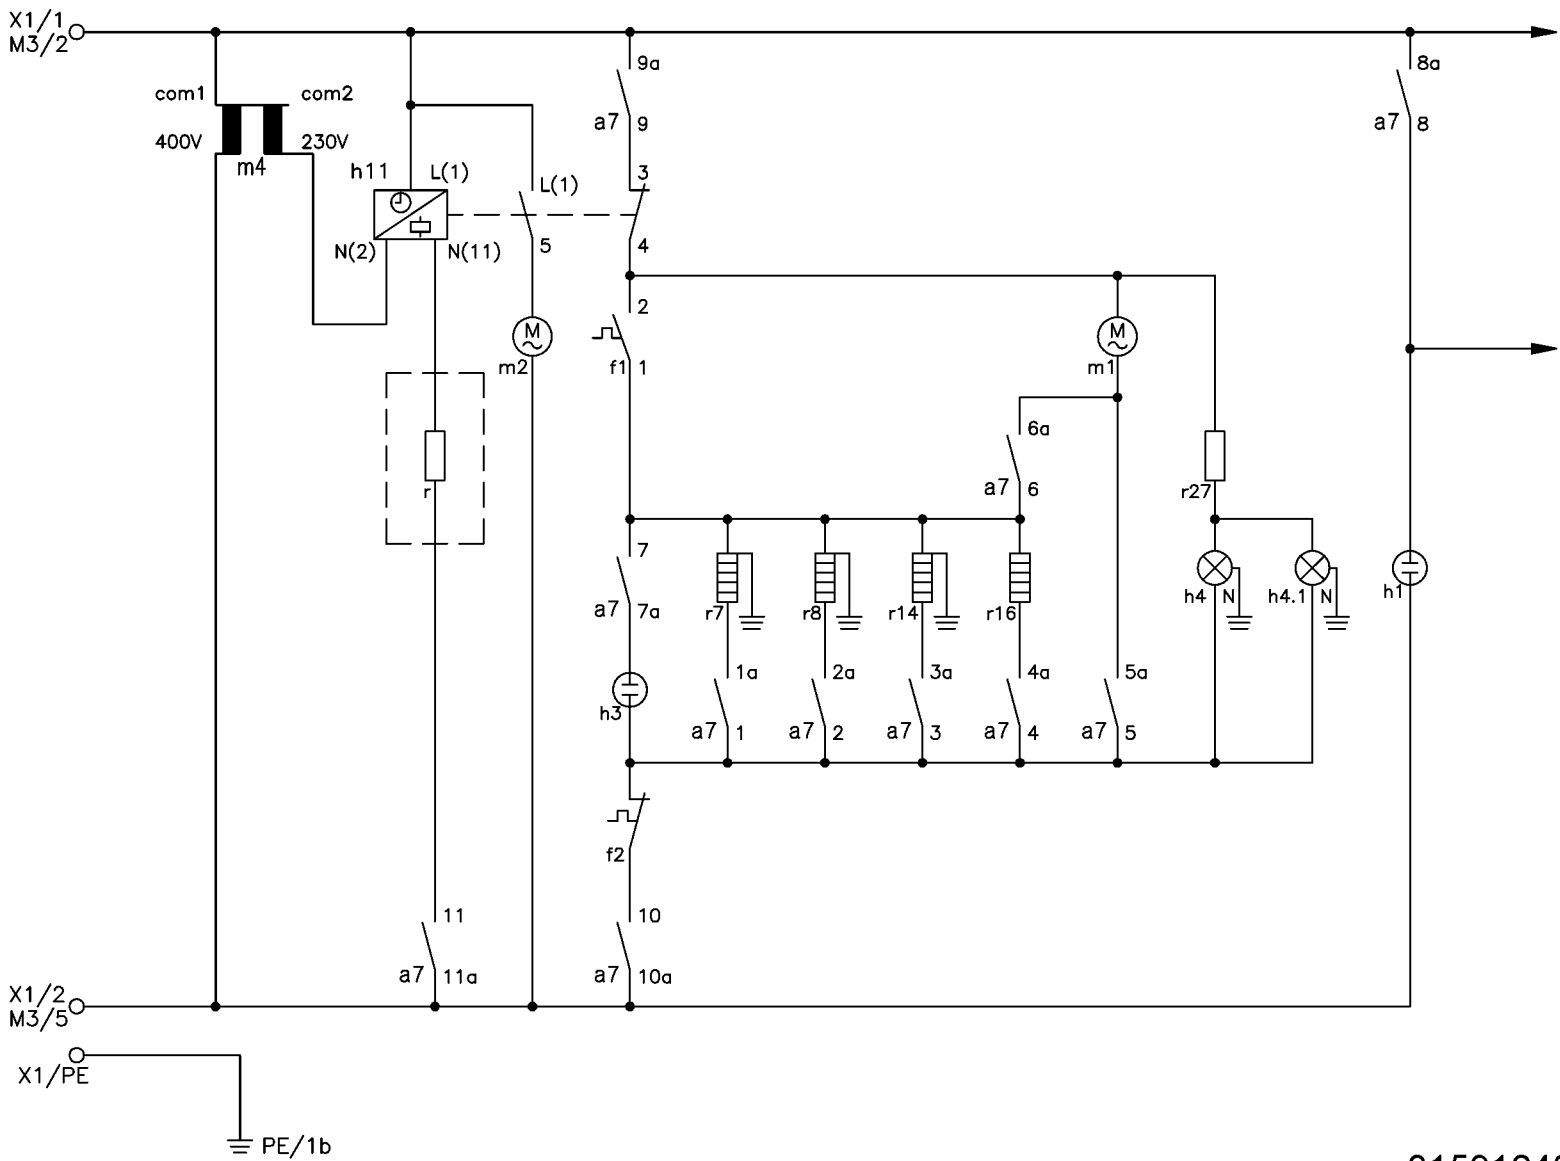 X1/1
M3/2
9a
8a
com1
com2
a7
9
a7
8
400V
230V
m4
h11
L(1)
3
L(1)
N(2)
N(11)
5
4
2
M
M
m2
f1
1
m1
6a
a7
6
r
r27
7
a7
7a
r7
r8
r14
r16
h4
N
h4.1
N
h1
1a
2a
3a
4a
5a
h3
a7
1
a7
2
a7
3
a7
4
a7
5
f2
11
10
a7
11a
a7
10a
X1/2
M3/5
X1/PE
PE/1b